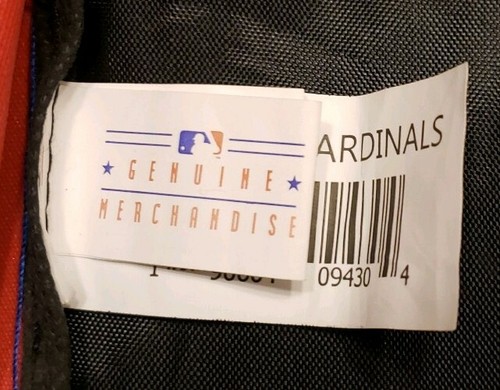 GENUINE
MERCHANDISE
ARDINALS
09430 4